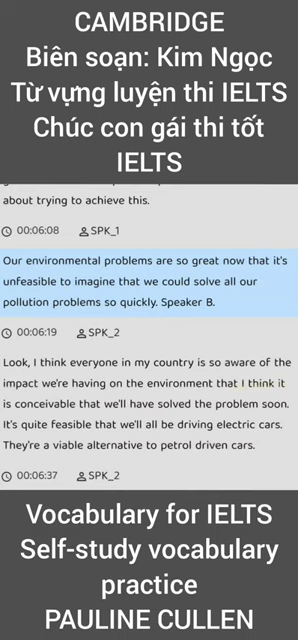 CAMBRIDGE
Biên soạn: Kim Ngọc
Từ vựng luyện thi IELTS
Chúc con gái thi tốt
IELTS
about trying to achieve this.
00:06:08 SPK_1
Our environmental problems are so great now that it's
unfeasible to imagine that we could solve all our
pollution problems so quickly. Speaker B.
00:06:19 SPK_2
Look, I think everyone in my country is so aware of the
impact we're having on the environment that I think it
is conceivable that we'll have solved the problem soon.
It's quite feasible that we'll all be driving electric cars.
They're a viable alternative to petrol driven cars.
00:06:37 SPK_2
Vocabulary for IELTS
Self-study vocabulary
practice
PAULINE CULLEN